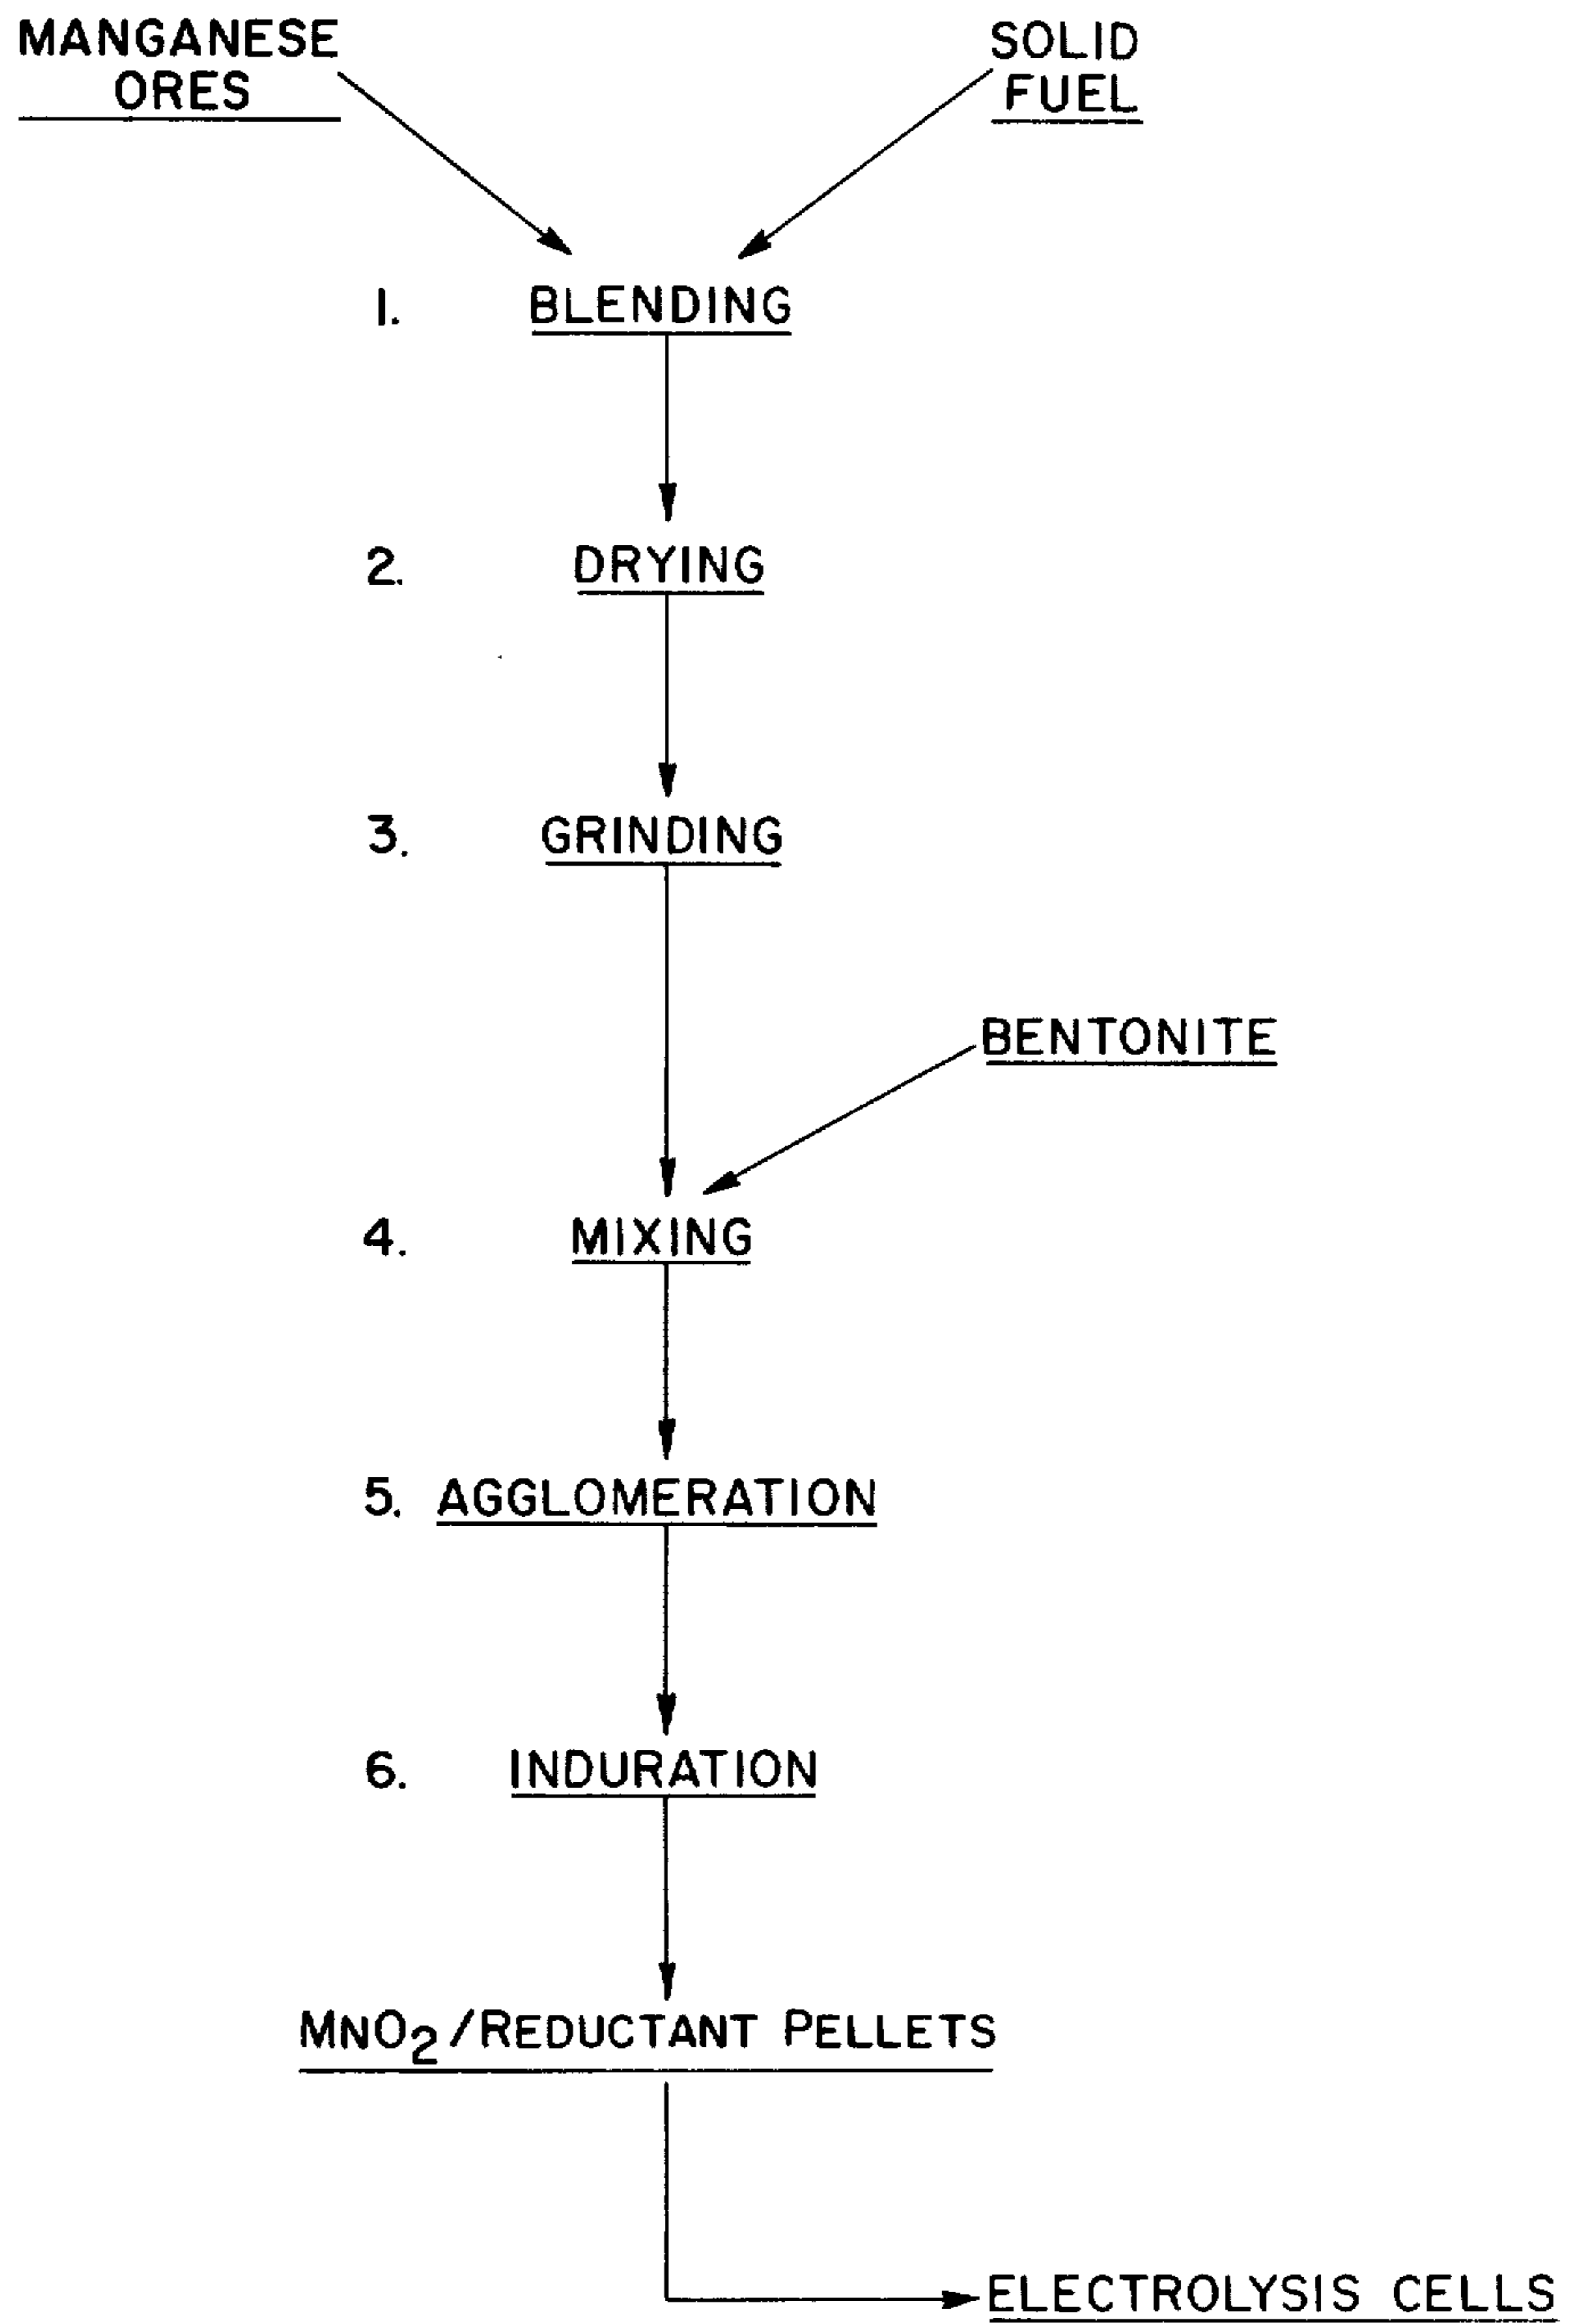 MANGANESE
ORES
SOLID
FUEL
1. BLENDING
2. DRYING
3. GRINDING
BENTONITE
4. MIXING
5. AGGLOMERATION
6. INDURATION
MNO2/REDUCTANT PELLETS
ELECTROLYSIS CELLS